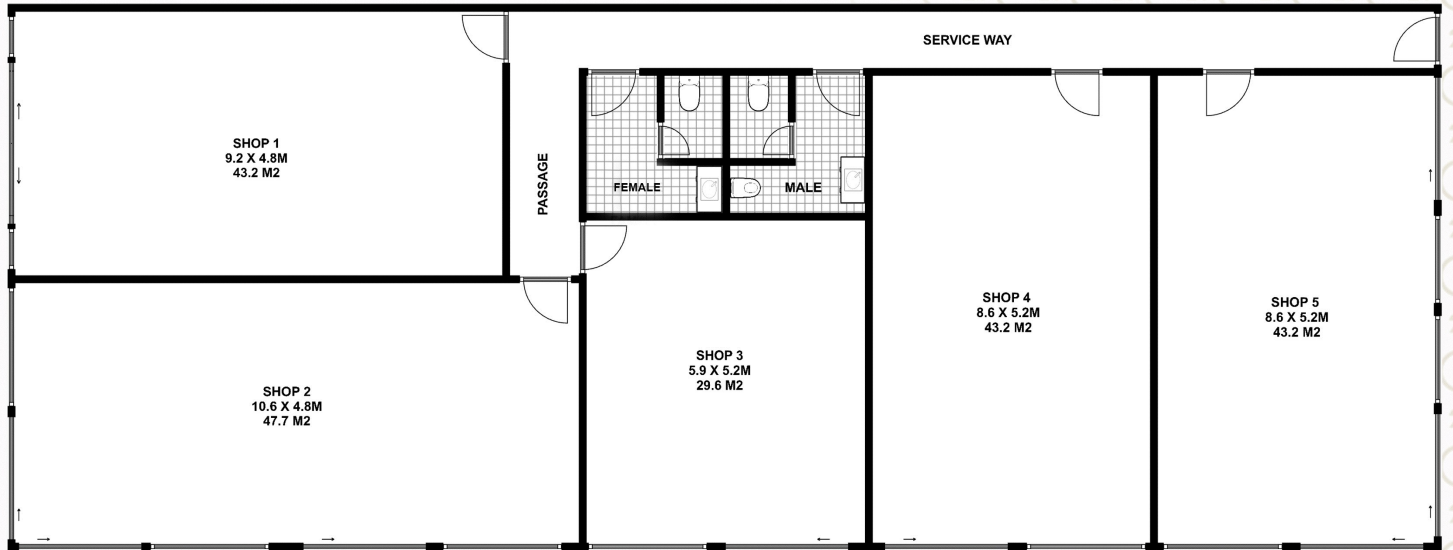 SERVICE WAY
SHOP 1
9.2 X 4.8M
43.2 M2
PASSAGE
FEMALE
MALE
SHOP 2
10.6 X 4.8M
47.7 M2
SHOP 3
5.9 X 5.2M
29.6 M2
SHOP 4
8.6 X 5.2M
43.2 M2
SHOP 5
8.6 X 5.2M
43.2 M2